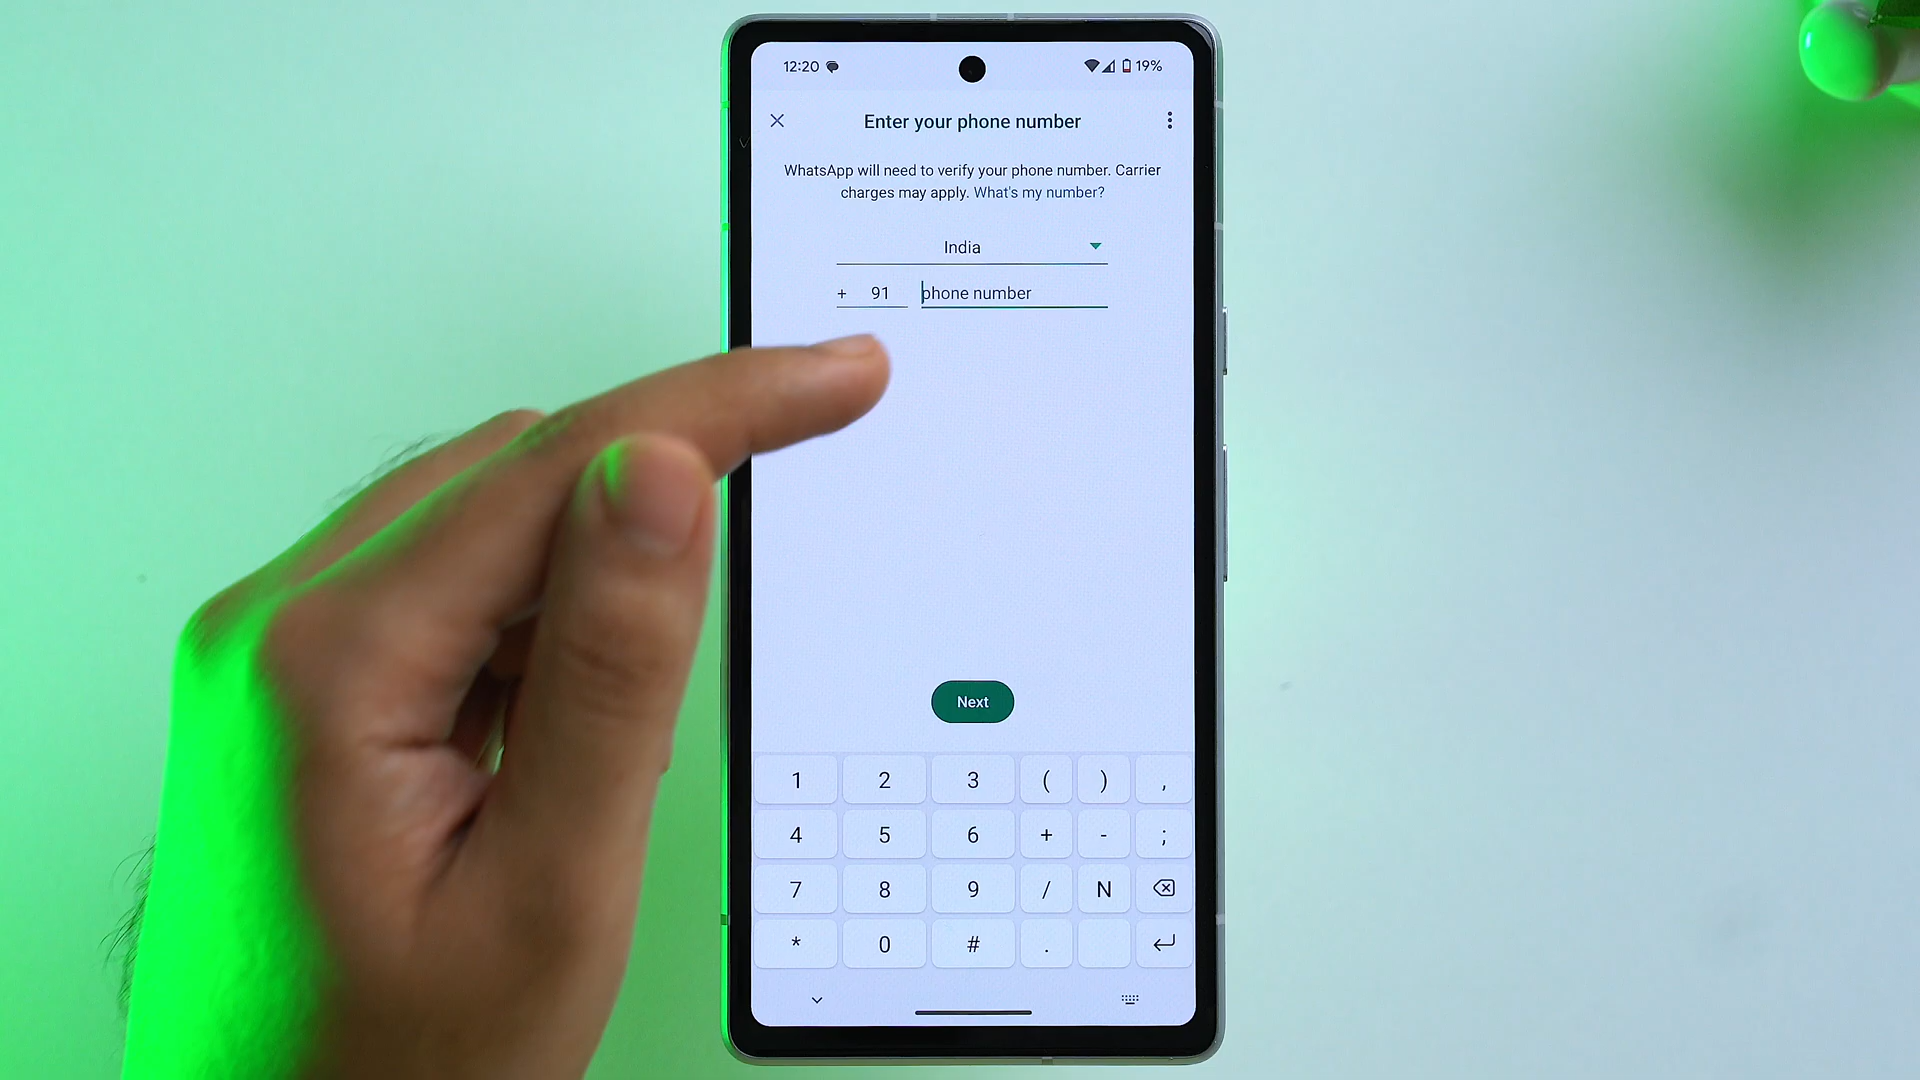 12:20 19%
Enter your phone number
WhatsApp will need to verify your phone number. Carrier
charges may apply. What's my number?
India
+ 91 phone number
Next
1 2 3 ( ) ,
4 5 6 + - ;
7 8 9 / N
* 0 # .